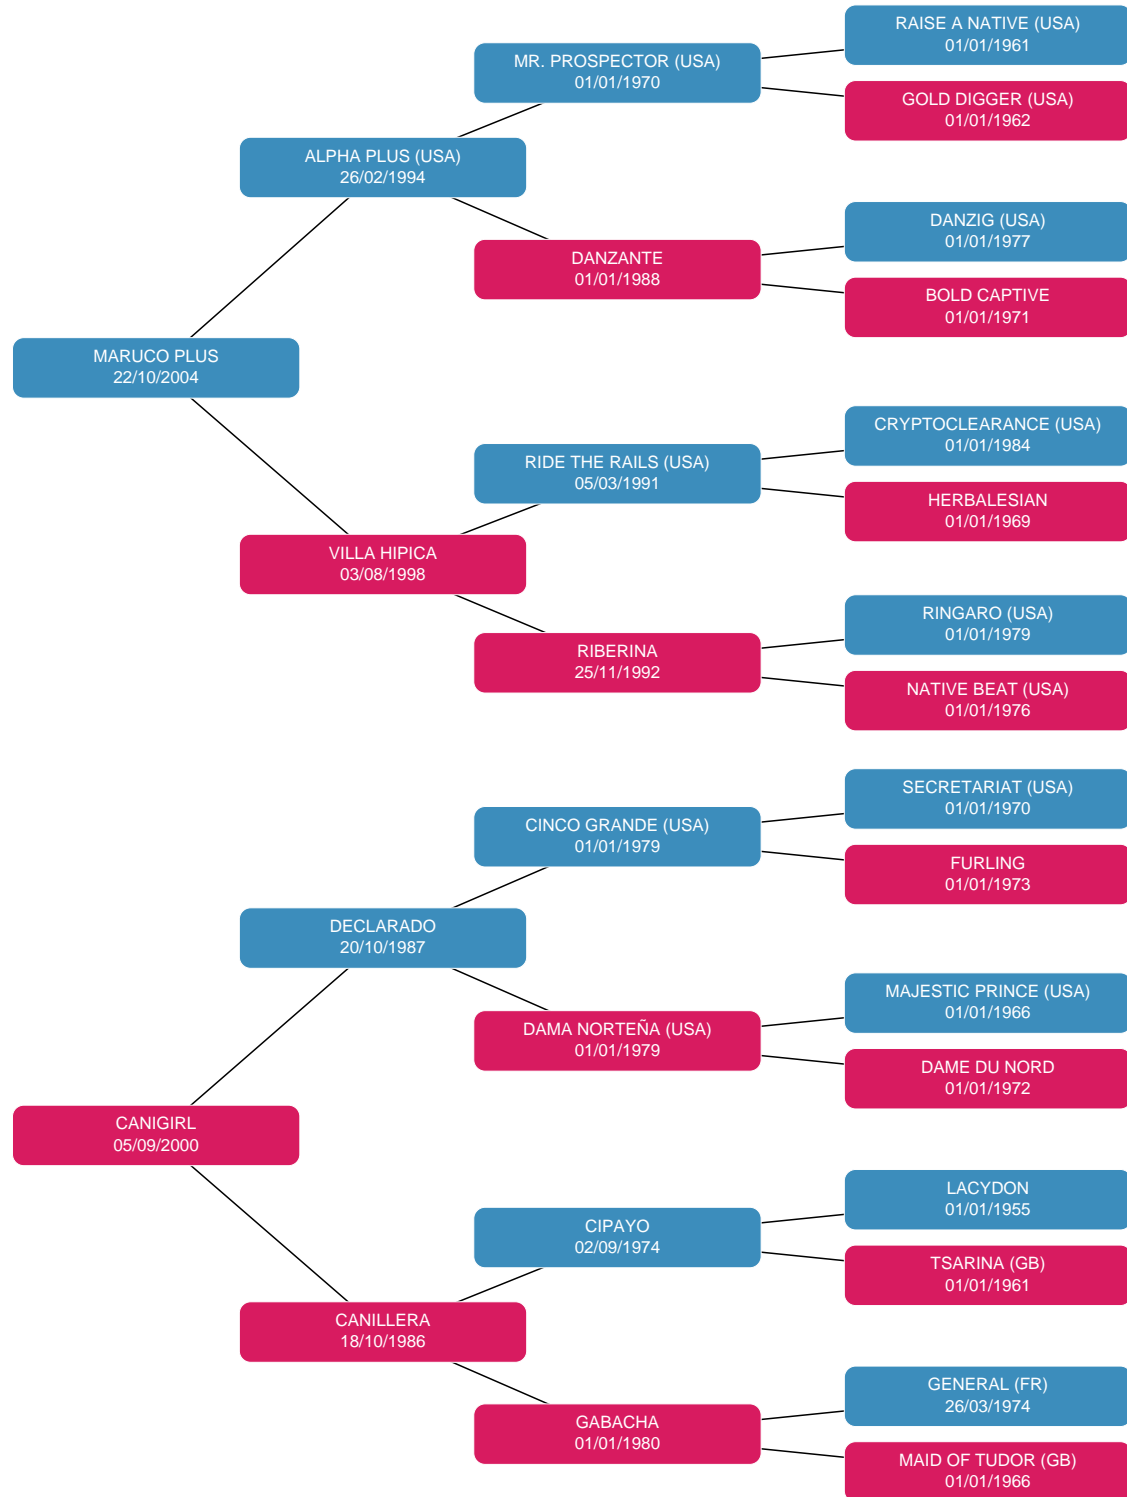 RAISE A NATIVE (USA)
01/01/1961
MR. PROSPECTOR (USA)
01/01/1970
GOLD DIGGER (USA)
01/01/1962
ALPHA PLUS (USA)
26/02/1994
DANZIG (USA)
01/01/1977
DANZANTE
01/01/1988
BOLD CAPTIVE
01/01/1971
MARUCO PLUS
22/10/2004
CRYPTOCLEARANCE (USA)
01/01/1984
RIDE THE RAILS (USA)
05/03/1991
HERBALESIAN
01/01/1969
VILLA HIPICA
03/08/1998
RINGARO (USA)
01/01/1979
RIBERINA
25/11/1992
NATIVE BEAT (USA)
01/01/1976
SECRETARIAT (USA)
01/01/1970
CINCO GRANDE (USA)
01/01/1979
FURLING
01/01/1973
DECLARADO
20/10/1987
MAJESTIC PRINCE (USA)
01/01/1966
DAMA NORTEÑA (USA)
01/01/1979
DAME DU NORD
01/01/1972
CANIGIRL
05/09/2000
LACYDON
01/01/1955
CIPAYO
02/09/1974
TSARINA (GB)
01/01/1961
CANILLERA
18/10/1986
GENERAL (FR)
26/03/1974
GABACHA
01/01/1980
MAID OF TUDOR (GB)
01/01/1966